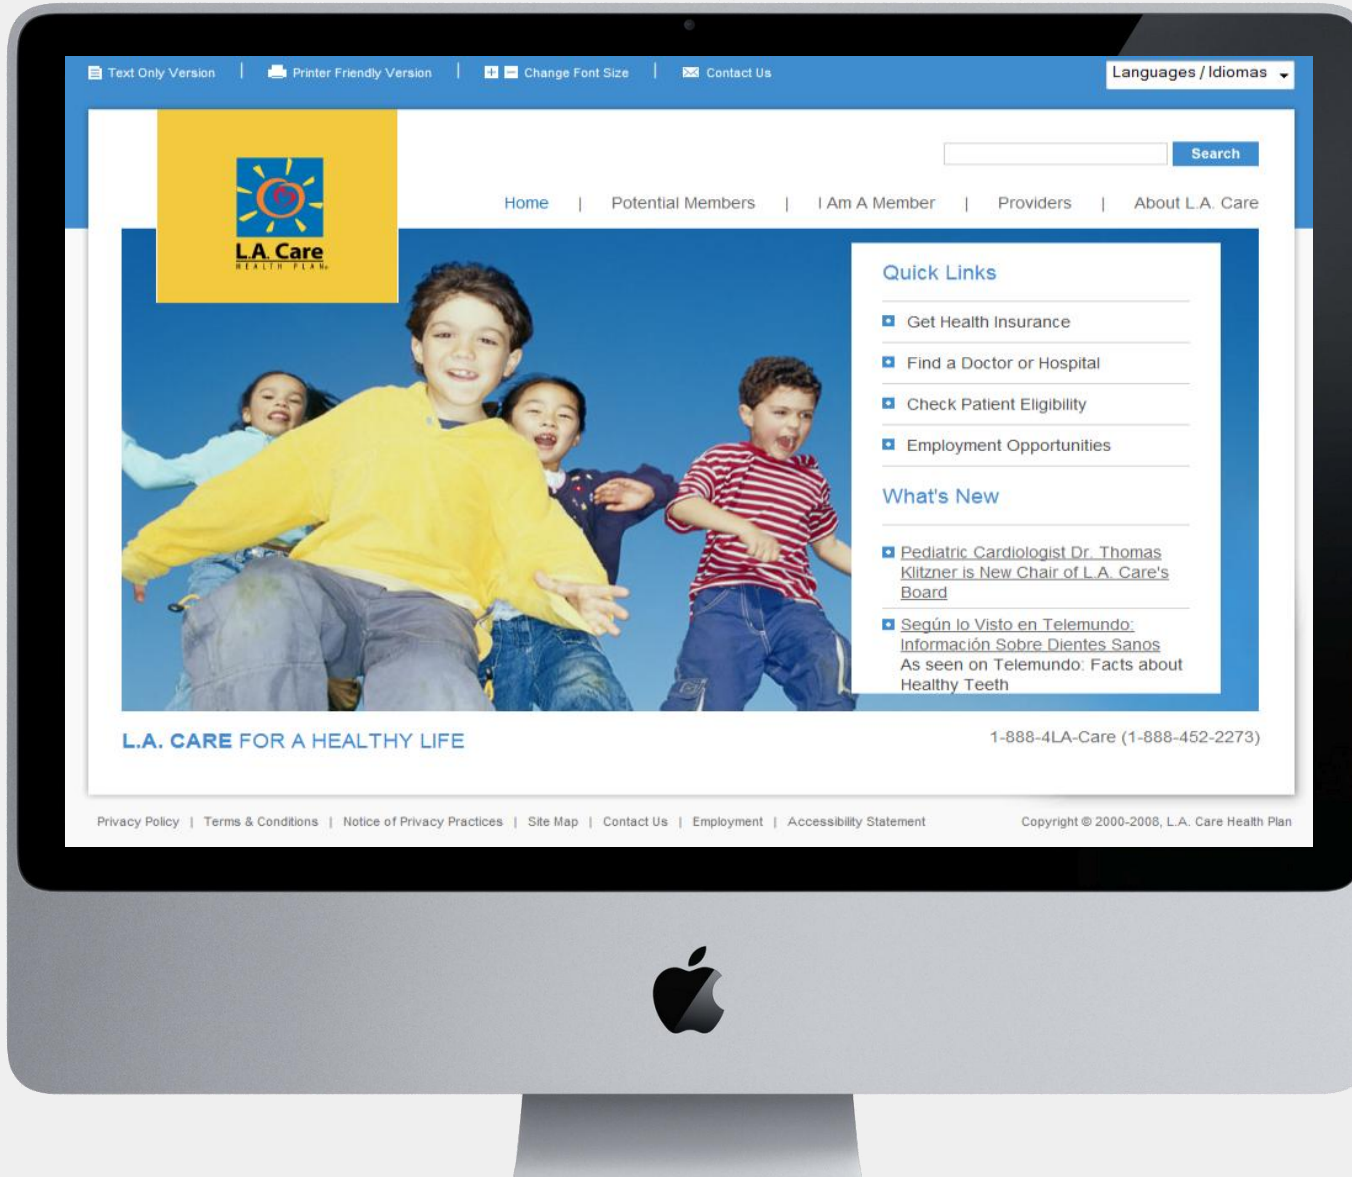 Text Only Version | Printer Friendly Version | Change Font Size | Contact Us
Languages / Idiomas
Search
L.A. Care
HEALTH PLAN®
Home | Potential Members | I Am A Member | Providers | About L.A. Care
Quick Links
Get Health Insurance
Find a Doctor or Hospital
Check Patient Eligibility
Employment Opportunities
What's New
Pediatric Cardiologist Dr. Thomas
Klitzner is New Chair of L.A. Care's
Board
Según lo Visto en Telemundo:
Información Sobre Dientes Sanos
As seen on Telemundo: Facts about
Healthy Teeth
L.A. CARE FOR A HEALTHY LIFE
1-888-4LA-Care (1-888-452-2273)
Privacy Policy | Terms & Conditions | Notice of Privacy Practices | Site Map | Contact Us | Employment | Accessibility Statement
Copyright © 2000-2008, L.A. Care Health Plan